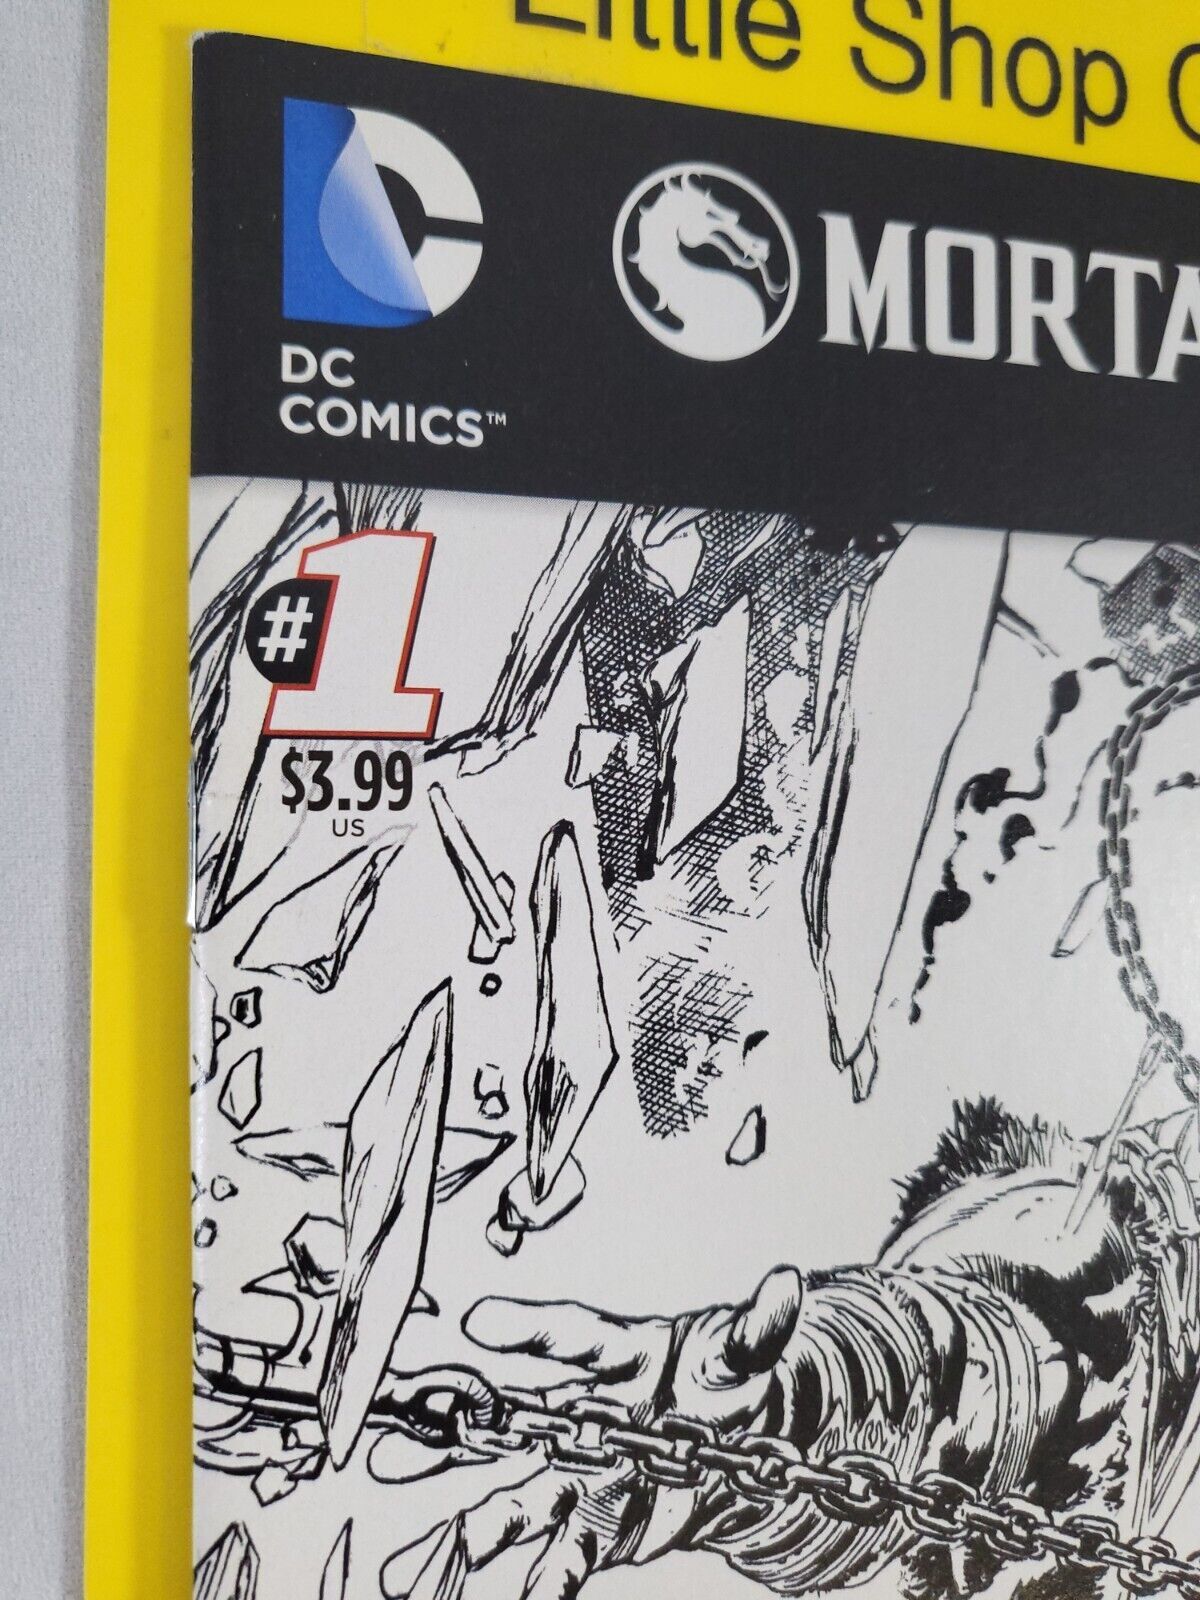 Little Shop
DC
COMICS™
MORTA
#1
$3.99
US